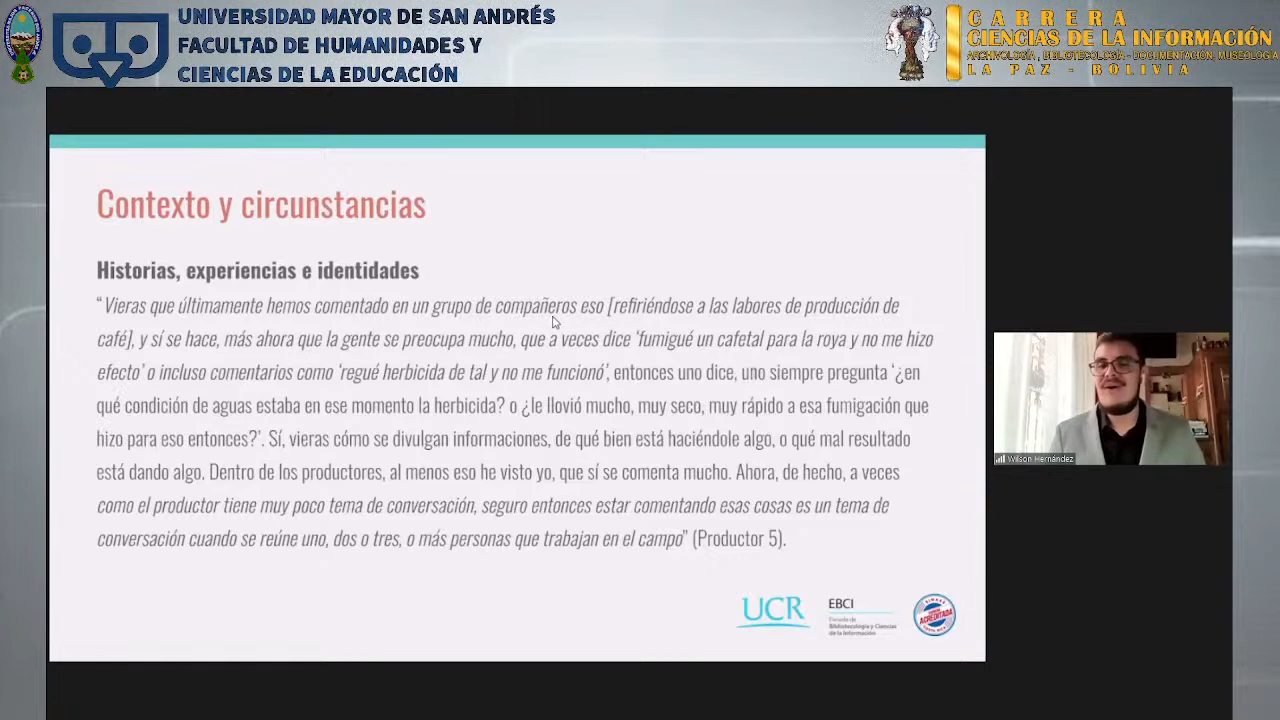 UNIVERSIDAD MAYOR DE SAN ANDRÉS
FACULTAD DE HUMANIDADES Y
CIENCIAS DE LA EDUCACIÓN
CARRERA
CIENCIAS DE LA INFORMACIÓN
ARCHIVOLOGÍA, BIBLIOTECOLOGÍA - DOCUMENTACIÓN, MUSEOLOGÍA
LA PAZ - BOLIVIA
Contexto y circunstancias
Historias, experiencias e identidades
“Vieras que últimamente hemos comentado en un grupo de compañeros eso [refiriéndose a las labores de producción de
café], y sí se hace, más ahora que la gente se preocupa mucho, que a veces dice ‘fumigué un cafetal para la roya y no me hizo
efecto’ o incluso comentarios como ‘regué herbicida de tal y no me funcionó’, entonces uno dice, uno siempre pregunta ‘¿en
qué condición de aguas estaba en ese momento la herbicida? o ¿le llovió mucho, muy seco, muy rápido a esa fumigación que
hizo para eso entonces?’. Sí, vieras cómo se divulgan informaciones, de qué bien está haciéndole algo, o qué mal resultado
está dando algo. Dentro de los productores, al menos eso he visto yo, que sí se comenta mucho. Ahora, de hecho, a veces
como el productor tiene muy poco tema de conversación, seguro entonces estar comentando esas cosas es un tema de
conversación cuando se reúne uno, dos o tres, o más personas que trabajan en el campo” (Productor 5).
Wilson Hernández
UCR
EBCI
Escuela de
Bibliotecología y Ciencias
de la Información
ACREDITADA